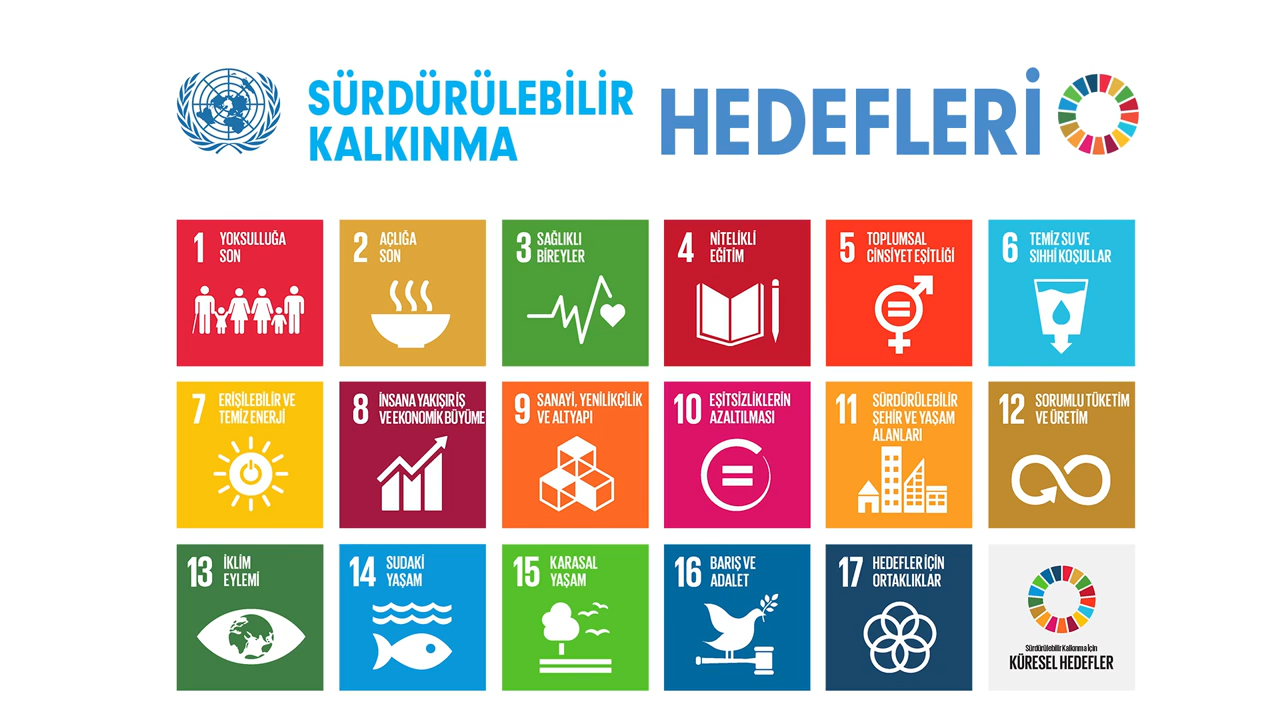 SÜRDÜRÜLEBİLİR
KALKINMA
HEDEFLERİ
1 YOKSULLUĞA
SON
2 AÇLIĞA
SON
3 SAĞLIKLI
BİREYLER
4 NİTELİKLİ
EĞİTİM
5 TOPLUMSAL
CİNSİYET EŞİTLİĞİ
6 TEMİZ SU VE
SIHHİ KOŞULLAR
7 ERİŞİLEBİLİR VE
TEMİZ ENERJİ
8 İNSANA YAKIŞIR İŞ
VE EKONOMİK BÜYÜME
9 SANAYİ, YENİLİKÇİLİK
VE ALTYAPI
10 EŞİTSİZLİKLERİN
AZALTILMASI
11 SÜRDÜRÜLEBİLİR
ŞEHİR VE YAŞAM
ALANLARI
12 SORUMLU TÜKETİM
VE ÜRETİM
13 İKLİM
EYLEMİ
14 SUDAKİ
YAŞAM
15 KARASAL
YAŞAM
16 BARIŞ VE
ADALET
17 HEDEFLER İÇİN
ORTAKLIKLAR
Sürdürülebilir Kalkınma İçin
KÜRESEL HEDEFLER